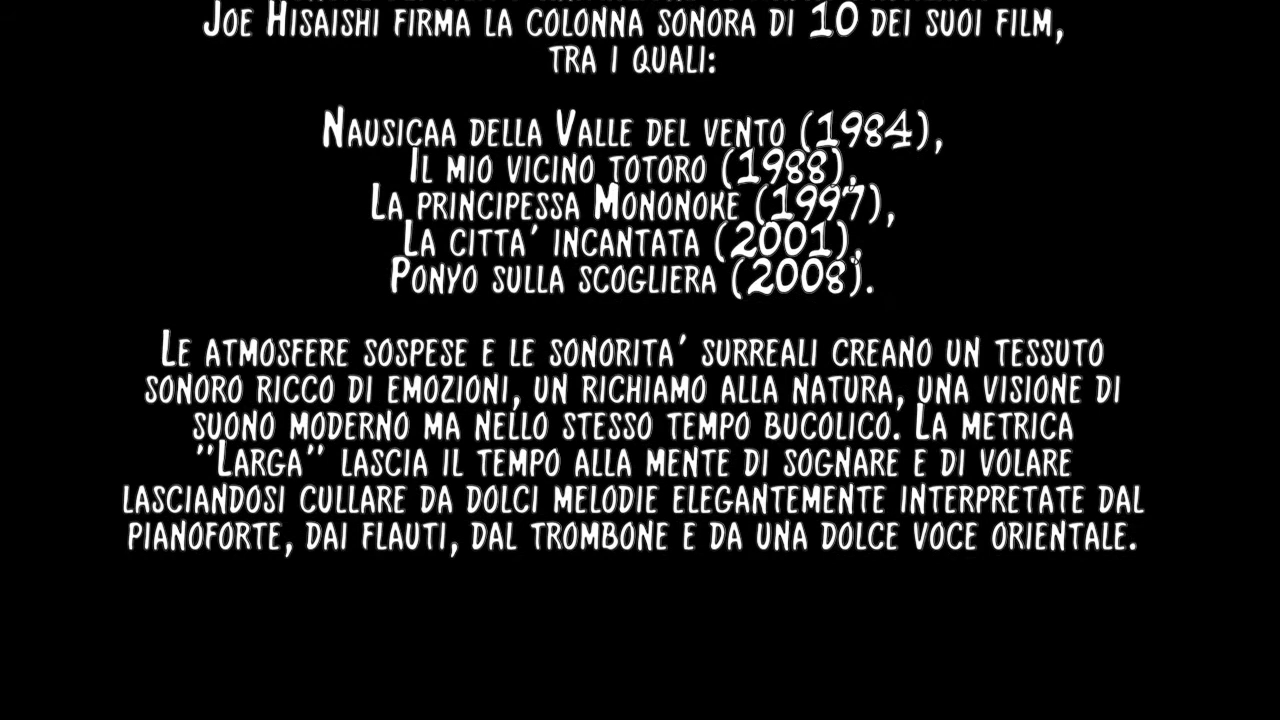 Joe Hisaishi firma la colonna sonora di 10 dei suoi film,
tra i quali:
Nausicaa della Valle del vento (1984),
Il mio vicino totoro (1988),
La principessa Mononoke (1997),
La citta' incantata (2001),
Ponyo sulla scogliera (2008).
Le atmosfere sospese e le sonorita' surreali creano un tessuto
sonoro ricco di emozioni, un richiamo alla natura, una visione di
suono moderno ma nello stesso tempo bucolico. La metrica
"Larga" lascia il tempo alla mente di sognare e di volare
lasciandosi cullare da dolci melodie elegantemente interpretate dal
pianoforte, dai flauti, dal trombone e da una dolce voce orientale.